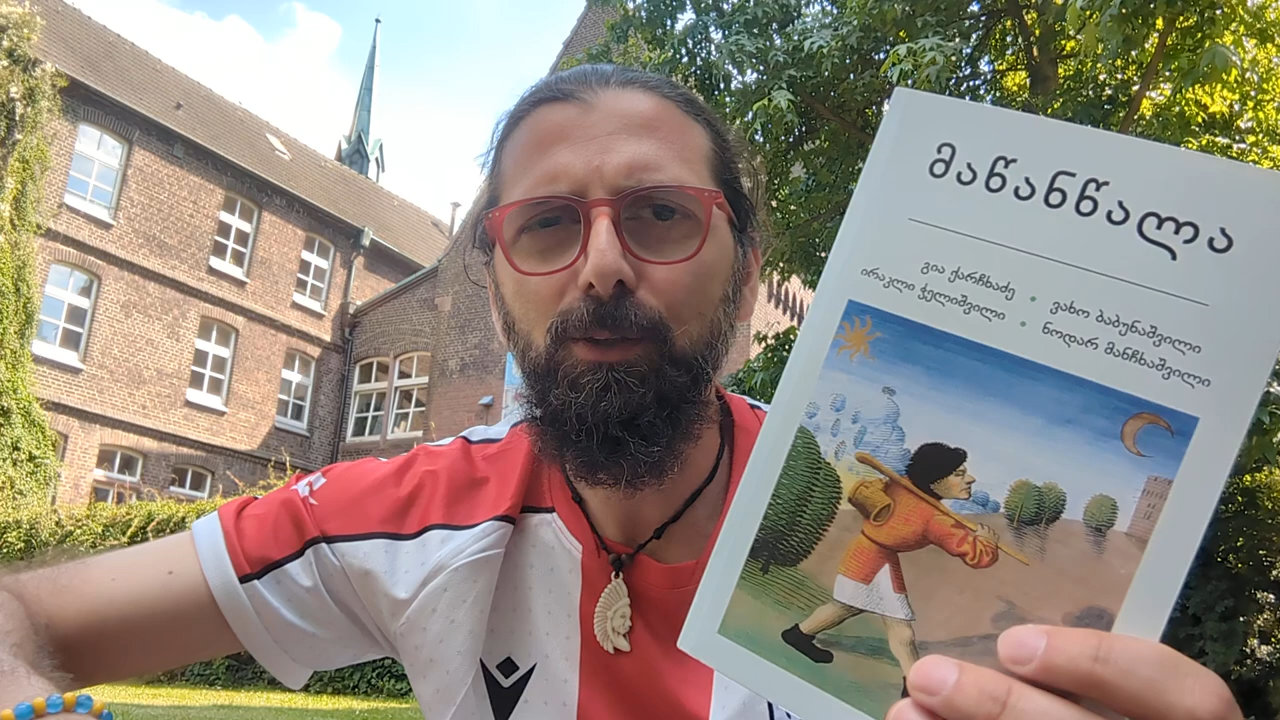 მაწანწალა
გია ქარჩხაძე • ვახო ბაბუნაშვილი
ირაკლი ჭელიშვილი • ნოდარ მანჩხაშვილი